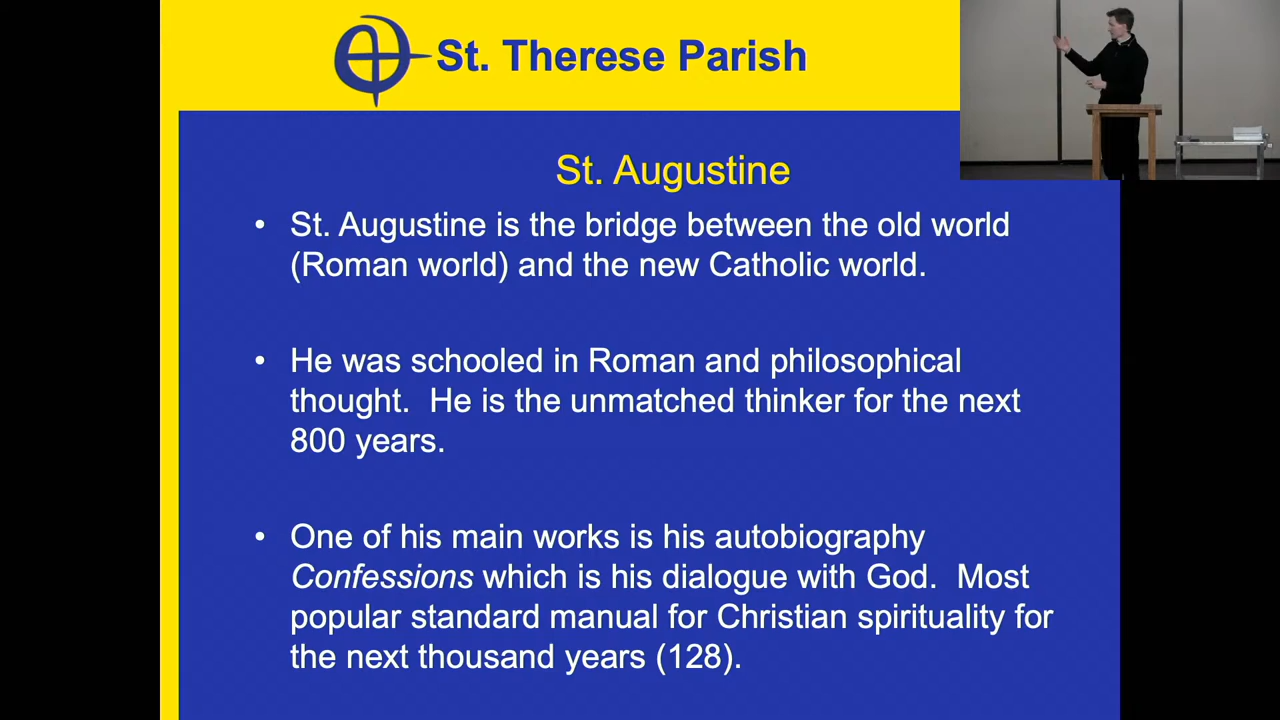 St. Therese Parish
St. Augustine
• St. Augustine is the bridge between the old world
(Roman world) and the new Catholic world.
• He was schooled in Roman and philosophical
thought.  He is the unmatched thinker for the next
800 years.
• One of his main works is his autobiography
Confessions which is his dialogue with God.  Most
popular standard manual for Christian spirituality for
the next thousand years (128).